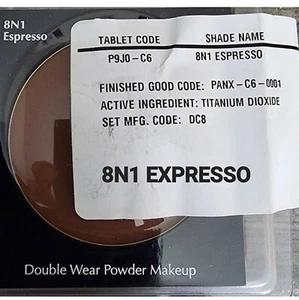 8N1
Espresso
TABLET CODE SHADE NAME
P9J0-C6 8N1 ESPRESSO
FINISHED GOOD CODE: PANX-C6-0001
ACTIVE INGREDIENT: TITANIUM DIOXIDE
SET MFG. CODE: DC8
8N1 EXPRESSO
Double Wear Powder Makeup